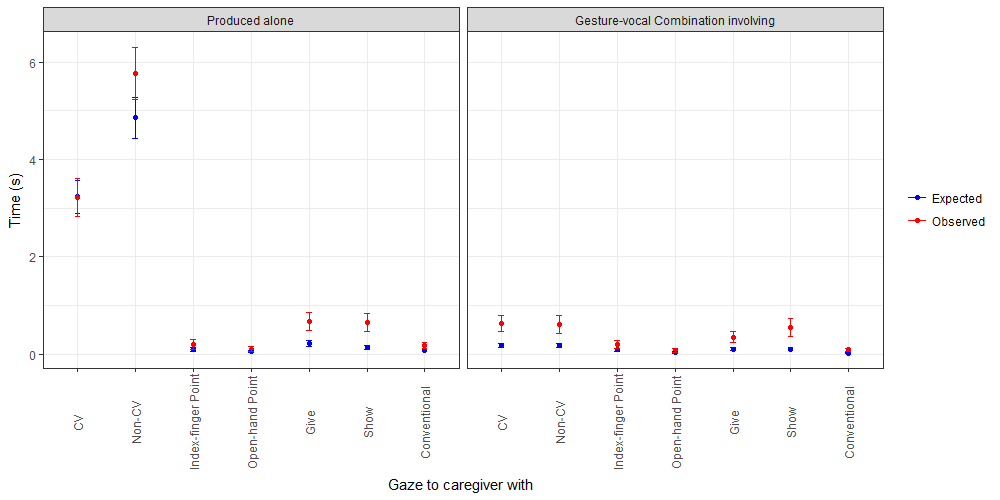 Produced alone
Gesture-vocal Combination involving
Time (s)
6
4
2
0
CV
Non-CV
Index-finger Point
Open-hand Point
Give
Show
Conventional
CV
Non-CV
Index-finger Point
Open-hand Point
Give
Show
Conventional
Gaze to caregiver with
Expected
Observed